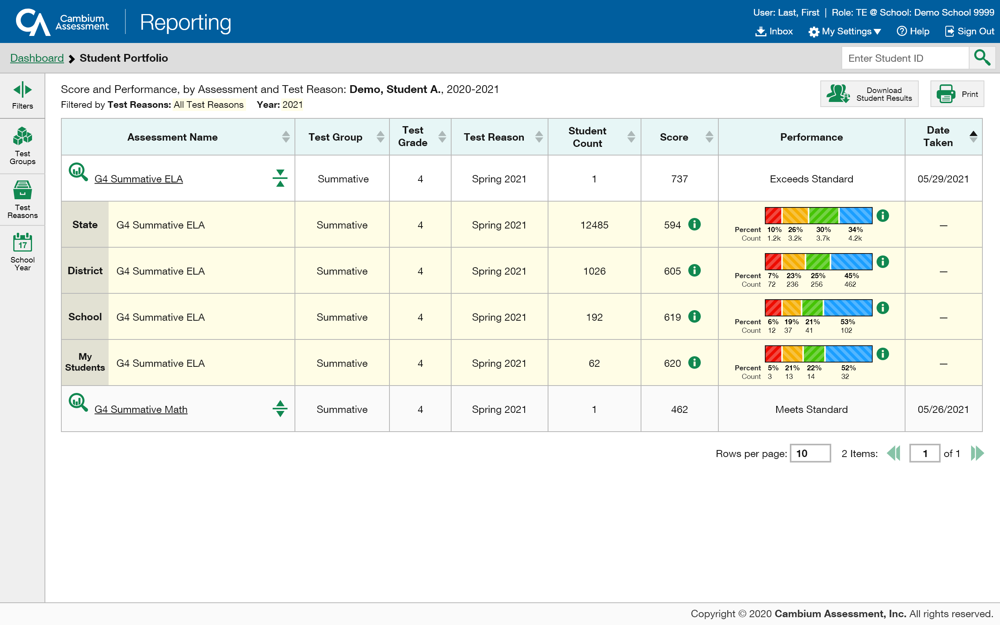 Cambium
Assessment
Reporting
User: Last, First | Role: TE @ School: Demo School 9999
Inbox My Settings Help Sign Out
Dashboard Student Portfolio
Enter Student ID
Filters
Test
Groups
Test
Reasons
17
School
Year
Score and Performance, by Assessment and Test Reason: Demo, Student A., 2020-2021
Filtered by Test Reasons: All Test Reasons Year: 2021
Download
Student Results
Print
Assessment Name Test Group Test Grade Test Reason Student Count Score Performance Date Taken
G4 Summative ELA Summative 4 Spring 2021 1 737 Exceeds Standard 05/29/2021
State G4 Summative ELA Summative 4 Spring 2021 12485 594 —
Percent 10% 26% 30% 34%
Count 1.2k 3.2k 3.7k 4.2k
District G4 Summative ELA Summative 4 Spring 2021 1026 605 —
Percent 7% 23% 25% 45%
Count 72 236 256 462
School G4 Summative ELA Summative 4 Spring 2021 192 619 —
Percent 6% 19% 21% 53%
Count 12 37 41 102
My Students G4 Summative ELA Summative 4 Spring 2021 62 620 —
Percent 5% 21% 22% 52%
Count 3 13 14 32
G4 Summative Math Summative 4 Spring 2021 1 462 Meets Standard 05/26/2021
Rows per page: 10 2 Items: 1 of 1
Copyright © 2020 Cambium Assessment, Inc. All rights reserved.